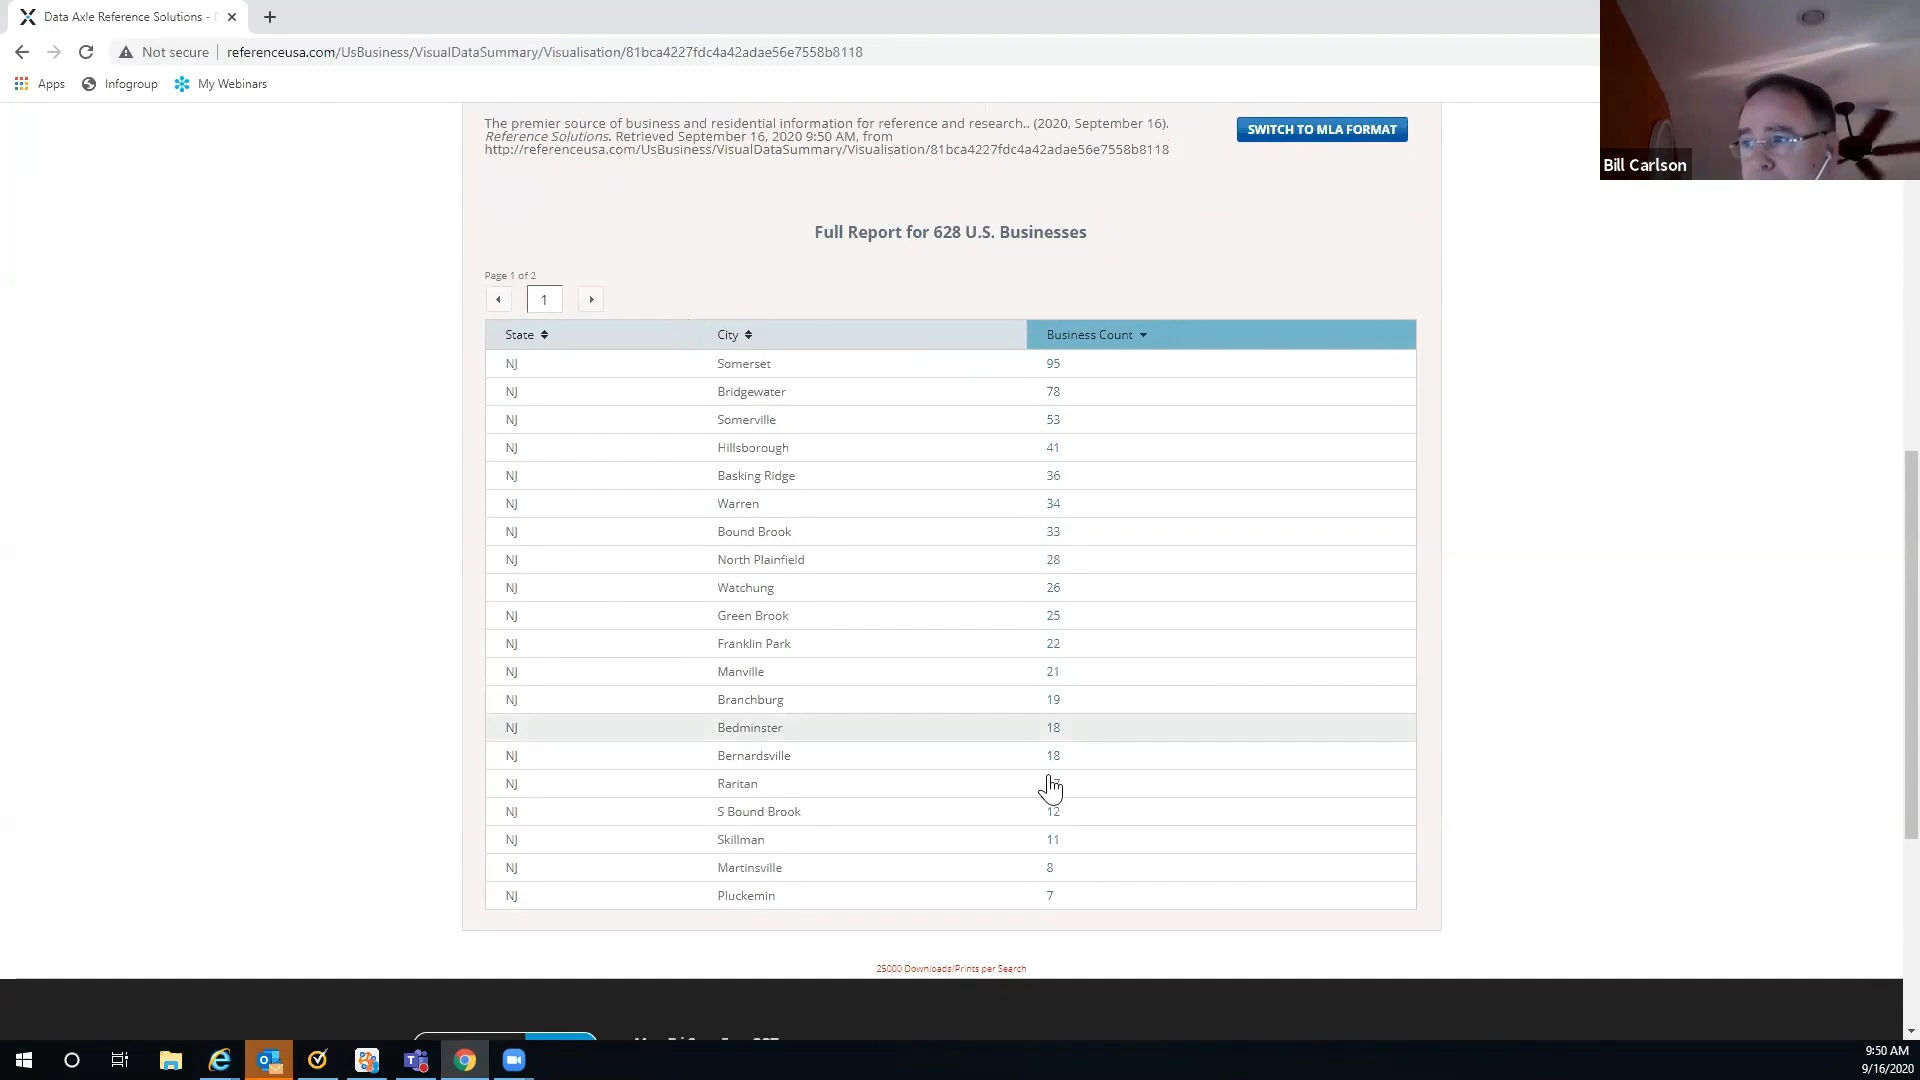 Data Axle Reference Solutions -
Not secure
referenceusa.com/UsBusiness/VisualDataSummary/Visualisation/81bca4227fdc4a42adae56e7558b8118
Apps
Infogroup
My Webinars
Bill Carlson
The premier source of business and residential information for reference and research.. (2020, September 16).
Reference Solutions. Retrieved September 16, 2020 9:50 AM, from
http://referenceusa.com/UsBusiness/VisualDataSummary/Visualisation/81bca4227fdc4a42adae56e7558b8118
SWITCH TO MLA FORMAT
Full Report for 628 U.S. Businesses
Page 1 of 2
1
State City Business Count
NJ Somerset 95
NJ Bridgewater 78
NJ Somerville 53
NJ Hillsborough 41
NJ Basking Ridge 36
NJ Warren 34
NJ Bound Brook 33
NJ North Plainfield 28
NJ Watchung 26
NJ Green Brook 25
NJ Franklin Park 22
NJ Manville 21
NJ Branchburg 19
NJ Bedminster 18
NJ Bernardsville 18
NJ Raritan
NJ S Bound Brook 12
NJ Skillman 11
NJ Martinsville 8
NJ Pluckemin 7
25000 Downloads/Prints per Search
9:50 AM
9/16/2020